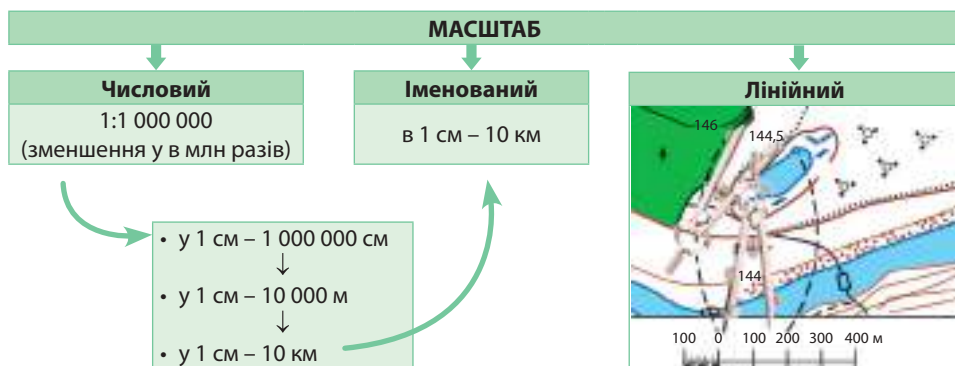 МАСШТАБ
Числовий
1:1 000 000
(зменшення у в млн разів)
Іменований
в 1 см – 10 км
Лінійний
146
144,5
144
100 0 100 200 300 400 м
• у 1 см – 1 000 000 см
↓
• у 1 см – 10 000 м
↓
• у 1 см – 10 км